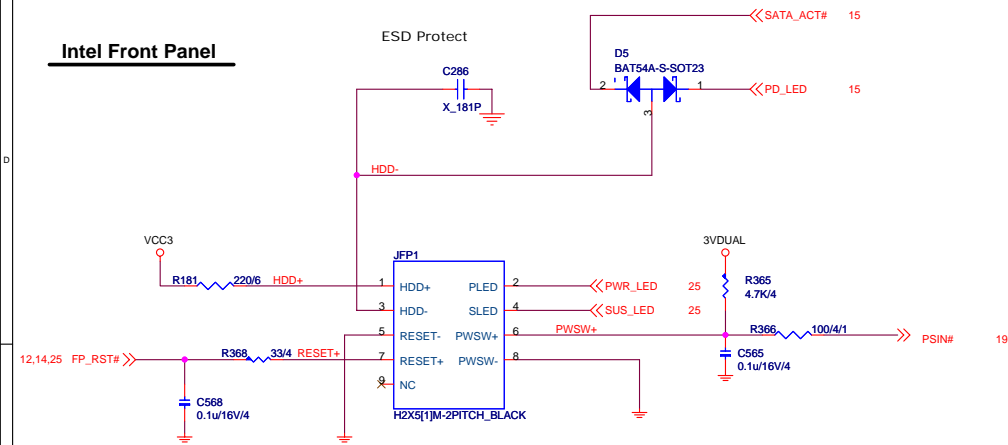 SATA_ACT# 15
Intel Front Panel
ESD Protect
D5
BAT54A-S-SOT23
C286
2
1
PD_LED 15
X_181P
3
D
HDD-
VCC3
3VDUAL
JFP1
R181 220/6 HDD+ 1 HDD+ PLED 2 PWR_LED 25
R365
4.7K/4
3 HDD- SLED 4 SUS_LED 25
5 RESET- PWSW+ 6 PWSW+ R366 100/4/1 PSIN# 19
12,14,25 FP_RST# R368 33/4 RESET+ 7 RESET+ PWSW- 8
C565
0.1u/16V/4
9 NC
C568
0.1u/16V/4
H2X5[1]M-2PITCH_BLACK